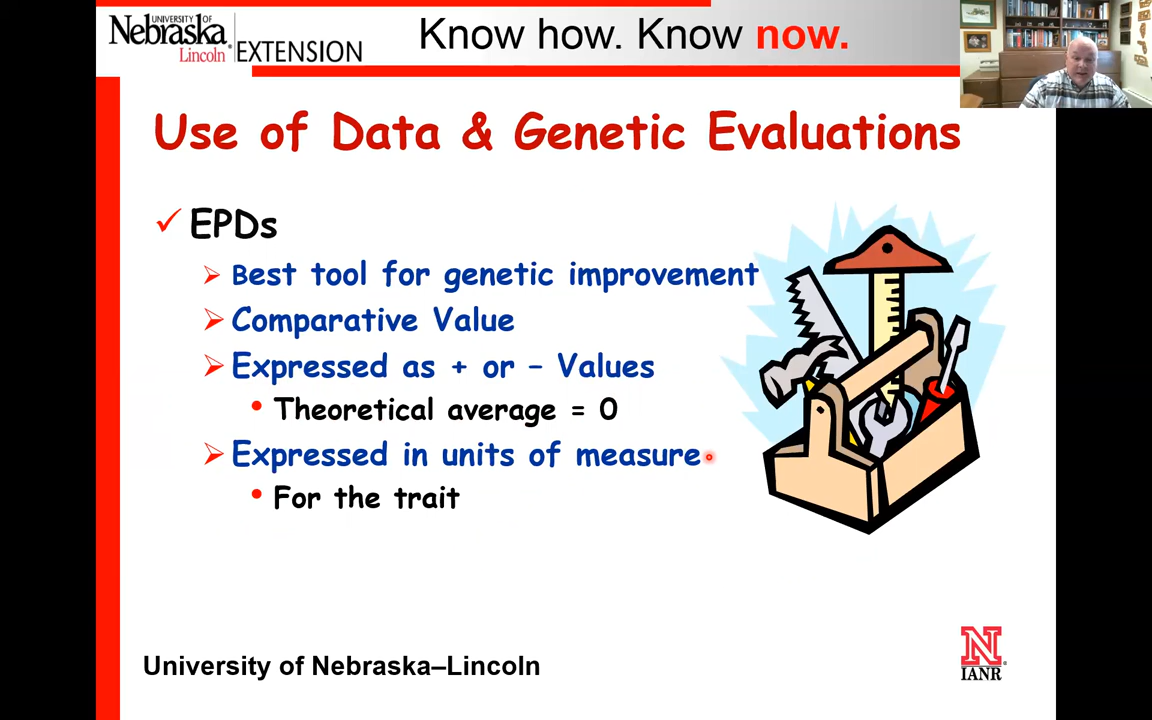 UNIVERSITY OF
Nebraska
Lincoln
EXTENSION
Know how. Know now.
Use of Data & Genetic Evaluations
✓ EPDs
➢ Best tool for genetic improvement
➢ Comparative Value
➢ Expressed as + or – Values
• Theoretical average = 0
➢ Expressed in units of measure
• For the trait
University of Nebraska–Lincoln
N
IANR